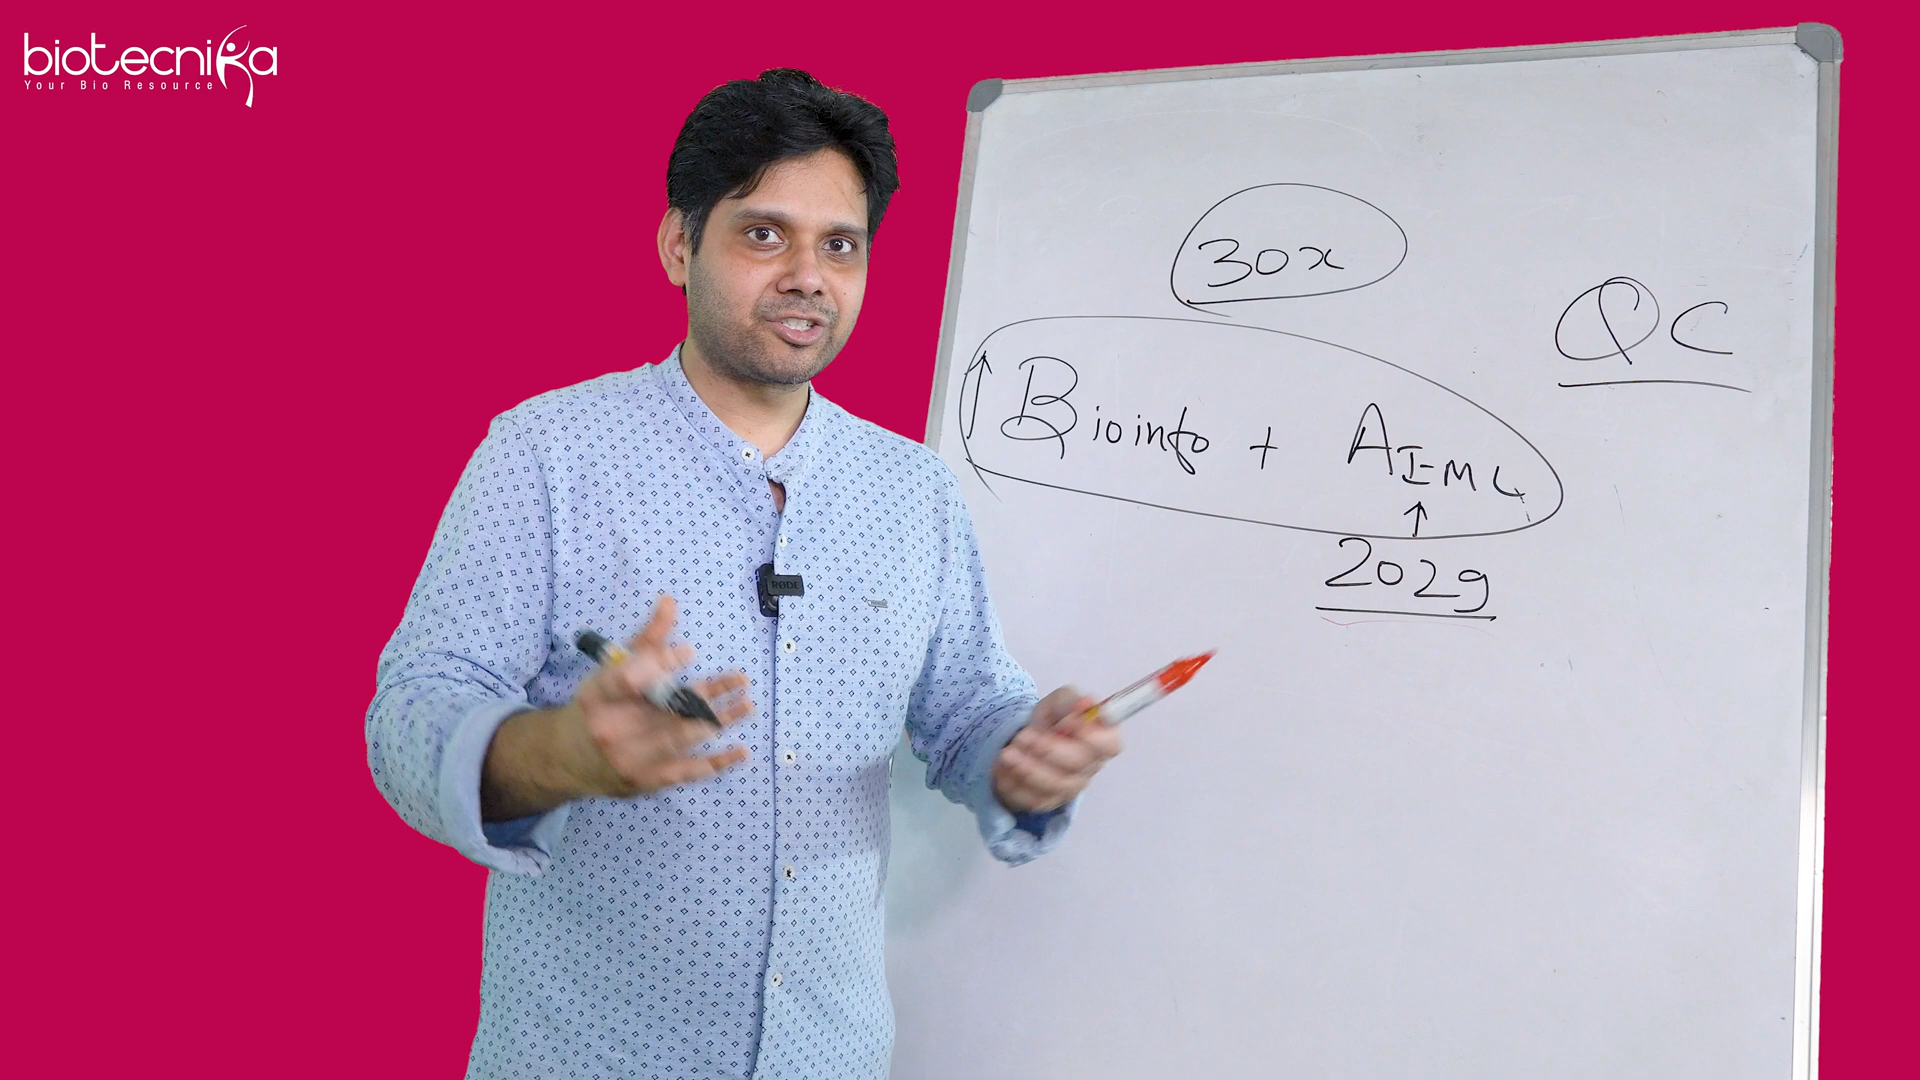 biotecnika
Your Bio Resource
30x
QC
↑ Bioinfo + AI-ML
↑
2029
RØDE